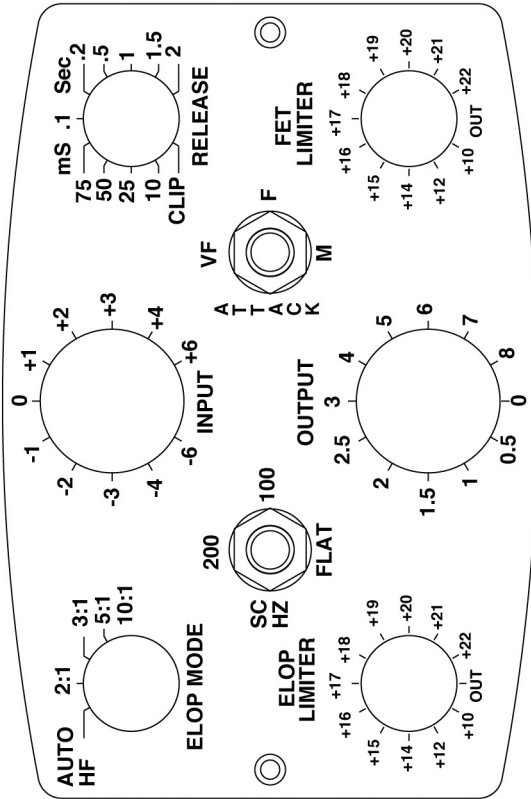 AUTO
HF
2:1
3:1
5:1
10:1
ELOP MODE
200
100
SC
HZ
FLAT
ELOP
LIMITER
+10
+12
+14
+15
+16
+17
+18
+19
+20
+21
+22
OUT
-6
-4
-3
-2
-1
0
+1
+2
+3
+4
+6
INPUT
OUTPUT
0
0.5
1
1.5
2
2.5
3
4
5
6
7
8
VF
F
M
A
T
T
A
C
K
mS
.1
Sec
.2
75
50
25
10
CLIP
.5
1
1.5
2
RELEASE
FET
LIMITER
+10
+12
+14
+15
+16
+17
+18
+19
+20
+21
+22
OUT